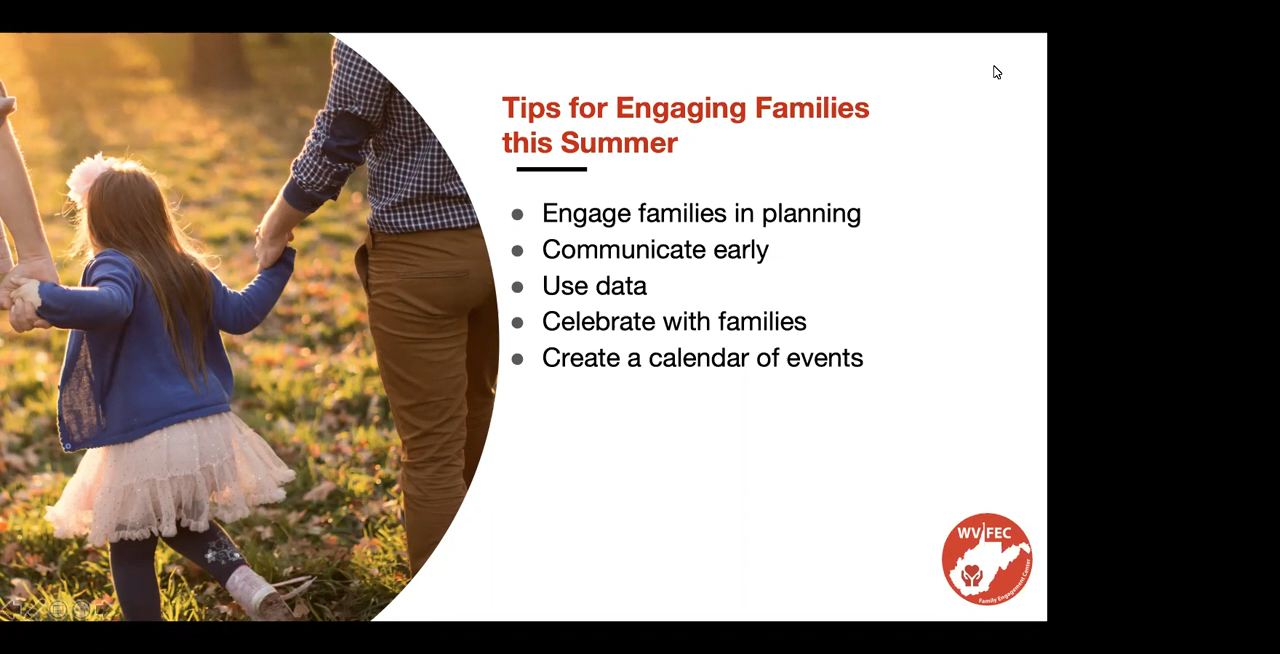 Tips for Engaging Families
this Summer
Engage families in planning
Communicate early
Use data
Celebrate with families
Create a calendar of events
WV FEC
Family Engagement Center